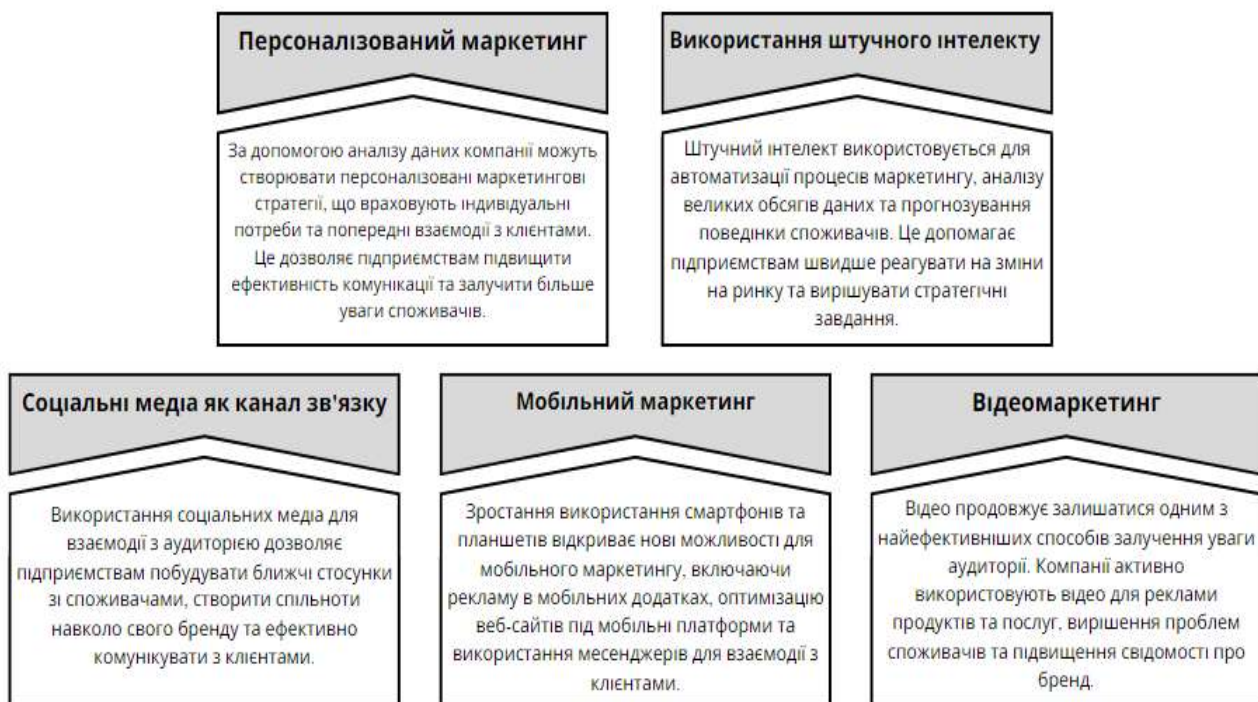 Персоналізований маркетинг
За допомогою аналізу даних компанії можуть
створювати персоналізовані маркетингові
стратегії, що враховують індивідуальні
потреби та попередні взаємодії з клієнтами.
Це дозволяє підприємствам підвищити
ефективність комунікації та залучити більше
уваги споживачів.
Використання штучного інтелекту
Штучний інтелект використовується для
автоматизації процесів маркетингу, аналізу
великих обсягів даних та прогнозування
поведінки споживачів. Це допомагає
підприємствам швидше реагувати на зміни
на ринку та вирішувати стратегічні
завдання.
Соціальні медіа як канал зв'язку
Використання соціальних медіа для
взаємодії з аудиторією дозволяє
підприємствам побудувати ближчі стосунки
зі споживачами, створити спільноти
навколо свого бренду та ефективно
комунікувати з клієнтами.
Мобільний маркетинг
Зростання використання смартфонів та
планшетів відкриває нові можливості для
мобільного маркетингу, включаючи
рекламу в мобільних додатках, оптимізацію
веб-сайтів під мобільні платформи та
використання месенджерів для взаємодії з
клієнтами.
Відеомаркетинг
Відео продовжує залишатися одним з
найефективніших способів залучення уваги
аудиторії. Компанії активно
використовують відео для реклами
продуктів та послуг, вирішення проблем
споживачів та підвищення свідомості про
бренд.